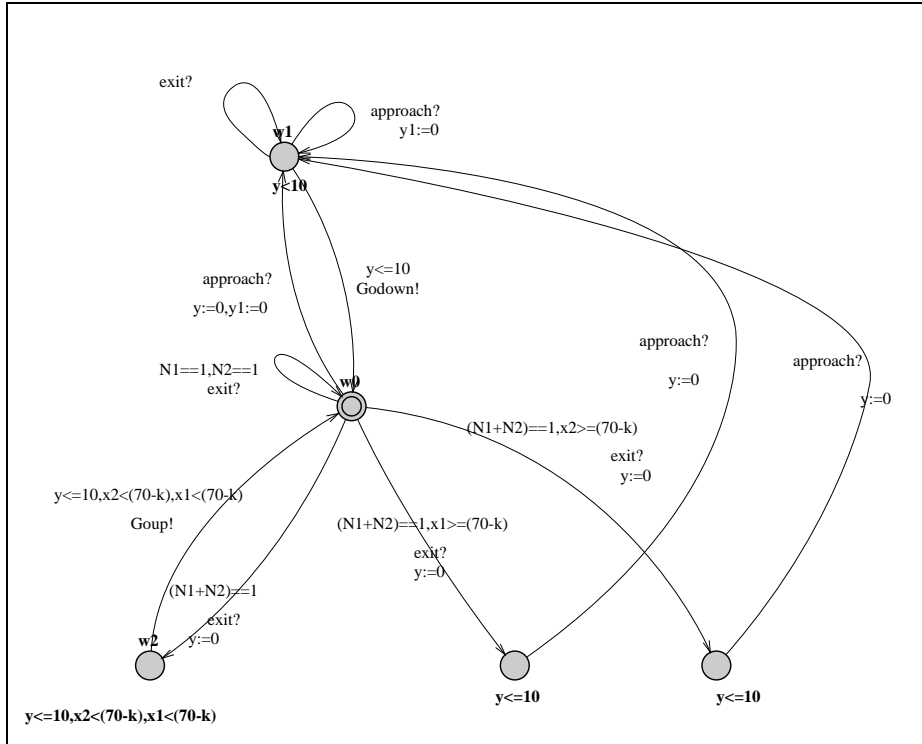 exit?
approach?
y1:=0
w1
y<10
approach?
y:=0,y1:=0
y<=10
Godown!
approach?
y:=0
approach?
y:=0
N1==1,N2==1
exit?
w0
(N1+N2)==1,x2>=(70-k)
exit?
y:=0
y<=10,x2<(70-k),x1<(70-k)
Goup!
(N1+N2)==1,x1>=(70-k)
exit?
y:=0
(N1+N2)==1
exit?
y:=0
w2
y<=10
y<=10
y<=10,x2<(70-k),x1<(70-k)